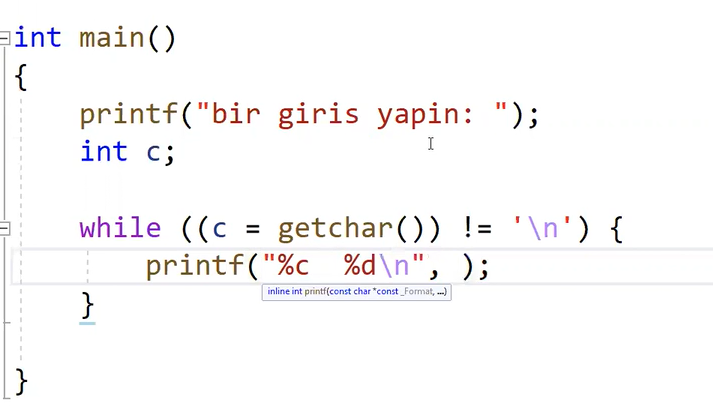 int main()
{
printf("bir giris yapin: ");
int c;
while ((c = getchar()) != '\n') {
printf("%c  %d\n", );
inline int printf(const char *const _Format, ...)
}
}